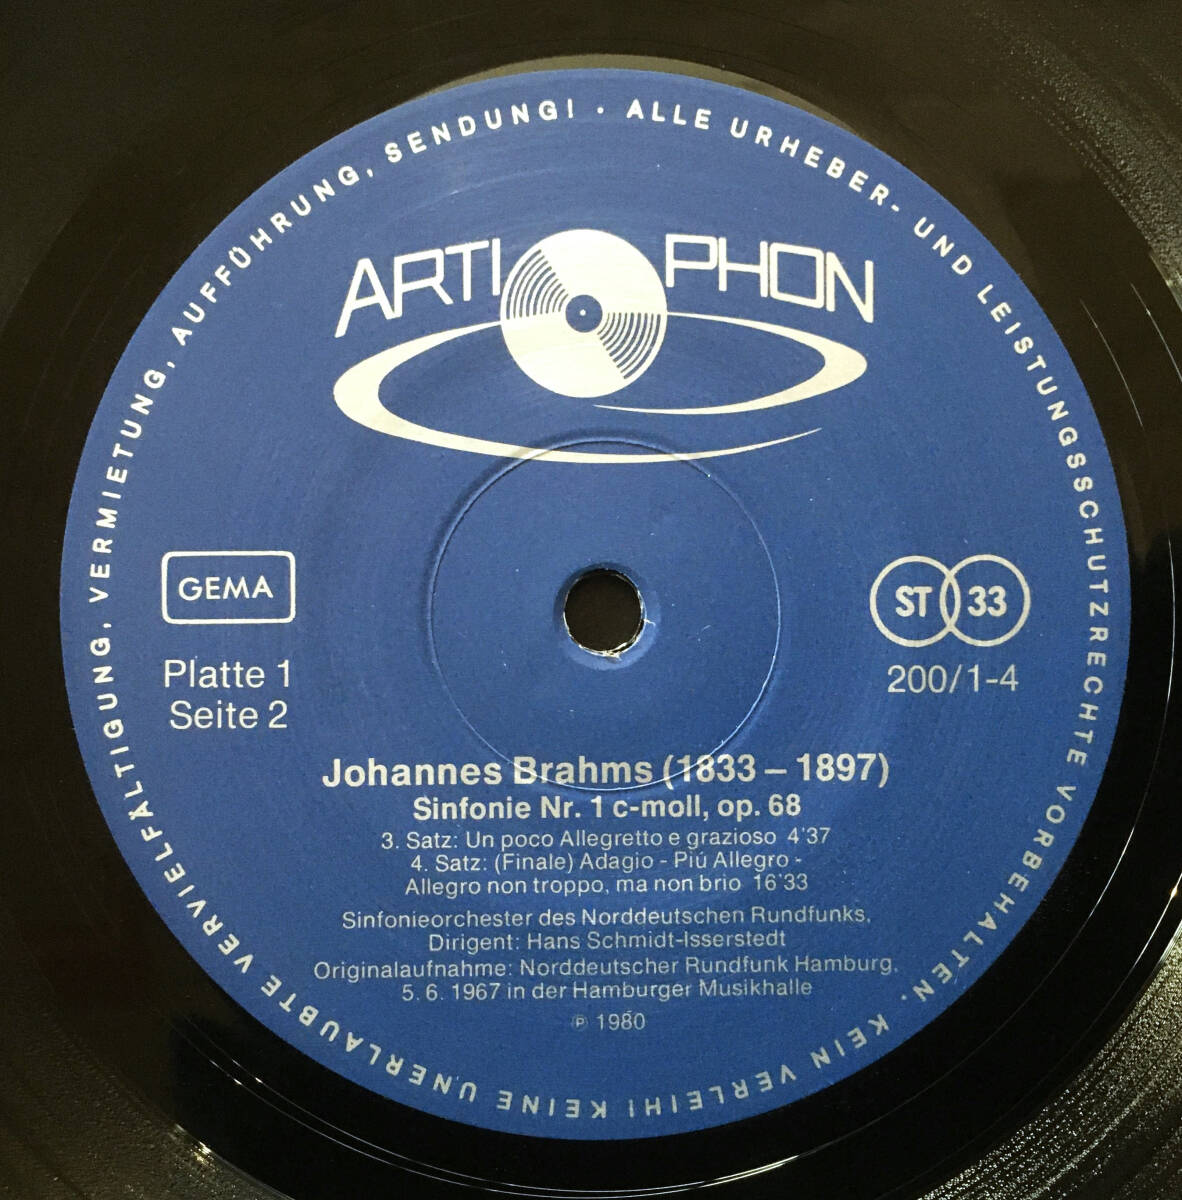 ALLE URHEBER- UND LEISTUNGSSCHUTZRECHTE VORBEHALTEN. KEIN VERLEIH! KEINE UNERLAUBTE VERVIELFÄLTIGUNG, VERMIETUNG, AUFFÜHRUNG, SENDUNG! ·
ARTI PHON
GEMA
ST 33
Platte 1
Seite 2
200/1-4
Johannes Brahms (1833 – 1897)
Sinfonie Nr. 1 c-moll, op. 68
3. Satz: Un poco Allegretto e grazioso 4'37
4. Satz: (Finale) Adagio - Piú Allegro -
Allegro non troppo, ma non brio 16'33
Sinfonieorchester des Norddeutschen Rundfunks,
Dirigent: Hans Schmidt-Isserstedt
Originalaufnahme: Norddeutscher Rundfunk Hamburg,
5. 6. 1967 in der Hamburger Musikhalle
℗ 1980